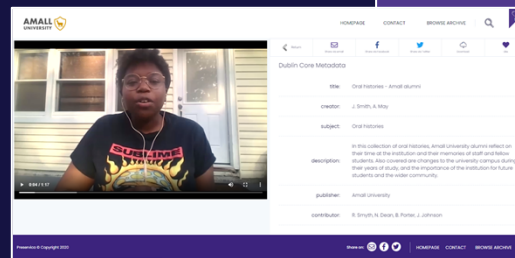 AMALL
UNIVERSITY
HOMEPAGE CONTACT BROWSE ARCHIVE
Dublin Core Metadata
title: Oral histories - Amall alumni
creator: J. Smith, & May
subject: Oral histories
In this collection of oral histories, Amall University alumni reflect on
their time at the institution and their memories of staff and fellow
description: students. Also covered are changes to the university campus during
their years of study, and the importance of the institution for future
students and the wider community.
publisher: Amall University
contributor: R. Smyth, N. Dean, B. Porter, J. Johnson
SUBLIME
0:04 / 1:17
Preservica © Copyright 2020
Share on: HOMEPAGE CONTACT BROWSE ARCHIVE